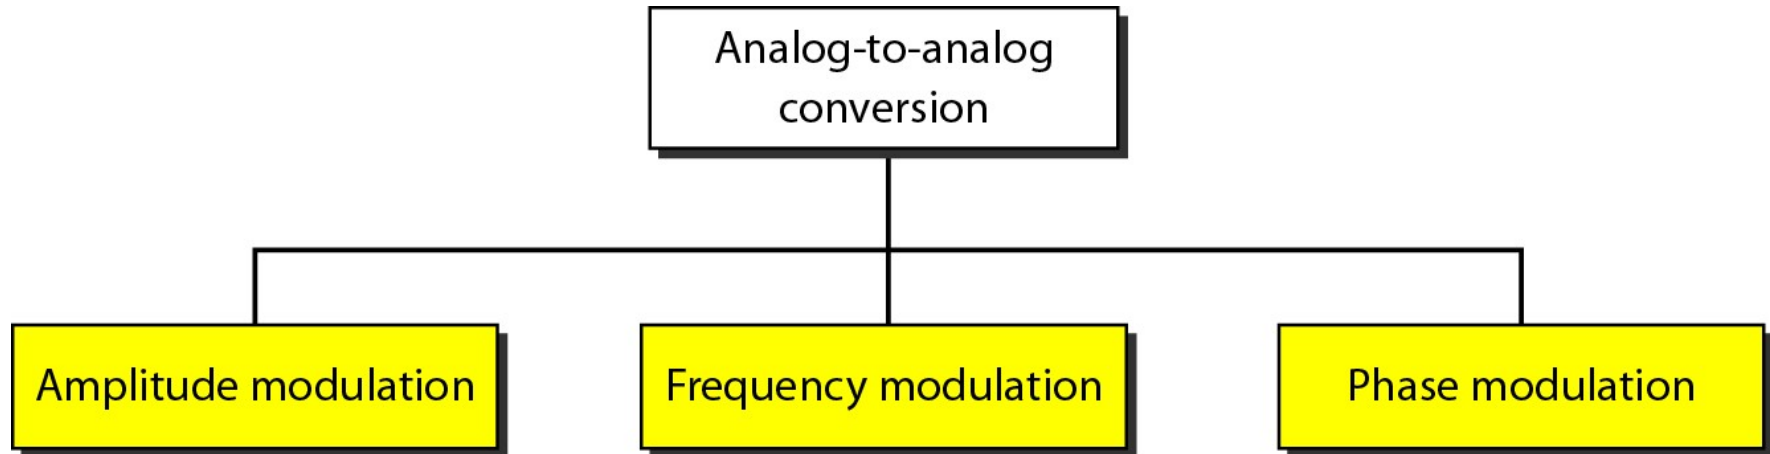 Analog-to-analog
conversion
Amplitude modulation
Frequency modulation
Phase modulation